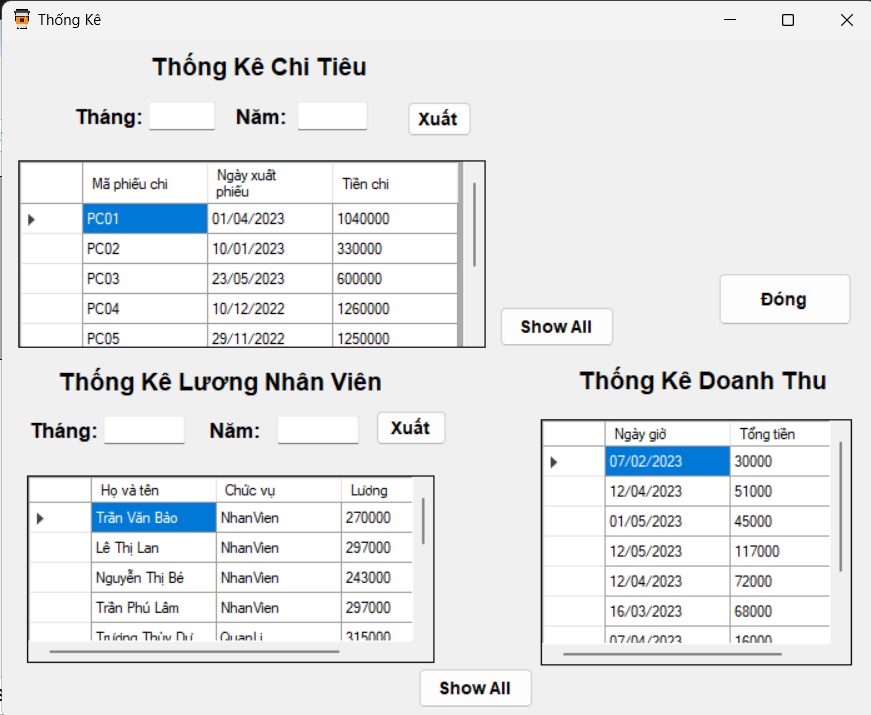 Thống Kê
Thống Kê Chi Tiêu
Tháng: Năm: Xuất
Mã phiếu chi Ngày xuất phiếu Tiền chi
PC01 01/04/2023 1040000
PC02 10/01/2023 330000
PC03 23/05/2023 600000
PC04 10/12/2022 1260000
PC05 29/11/2022 1250000
Show All
Đóng
Thống Kê Lương Nhân Viên
Tháng: Năm: Xuất
Họ và tên Chức vụ Lương
Trần Văn Bảo NhanVien 270000
Lê Thị Lan NhanVien 297000
Nguyễn Thị Bé NhanVien 243000
Trần Phú Lâm NhanVien 297000
Trương Thùy Dư QuanLi 315000
Show All
Thống Kê Doanh Thu
Ngày giờ Tổng tiền
07/02/2023 30000
12/04/2023 51000
01/05/2023 45000
12/05/2023 117000
12/04/2023 72000
16/03/2023 68000
07/04/2023 16000